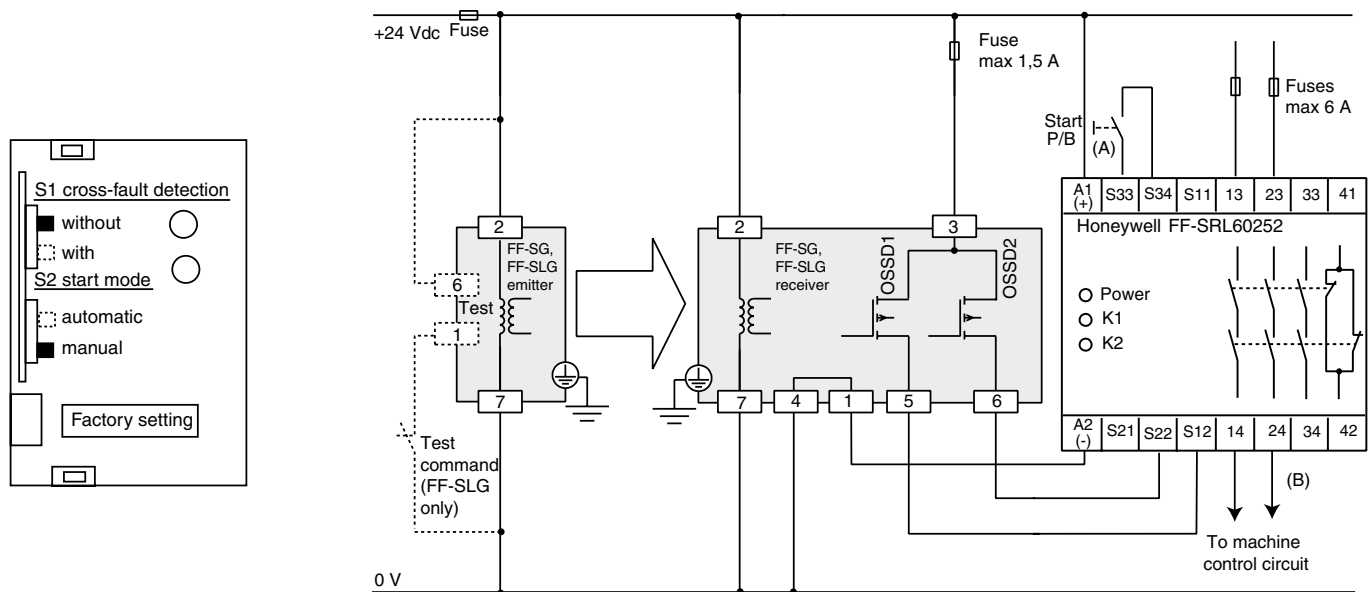 S1 cross-fault detection
without
with
S2 start mode
automatic
manual
Factory setting
+24 Vdc
Fuse
Fuse
max 1,5 A
Fuses
max 6 A
Start
P/B
(A)
2
FF-SG,
FF-SLG
emitter
6
Test
1
7
Test
command
(FF-SLG
only)
0 V
2
3
FF-SG,
FF-SLG
receiver
OSSD1
OSSD2
7
4
1
5
6
A1
(+)
S33
S34
S11
13
23
33
41
Honeywell FF-SRL60252
Power
K1
K2
A2
(-)
S21
S22
S12
14
24
34
42
(B)
To machine
control circuit